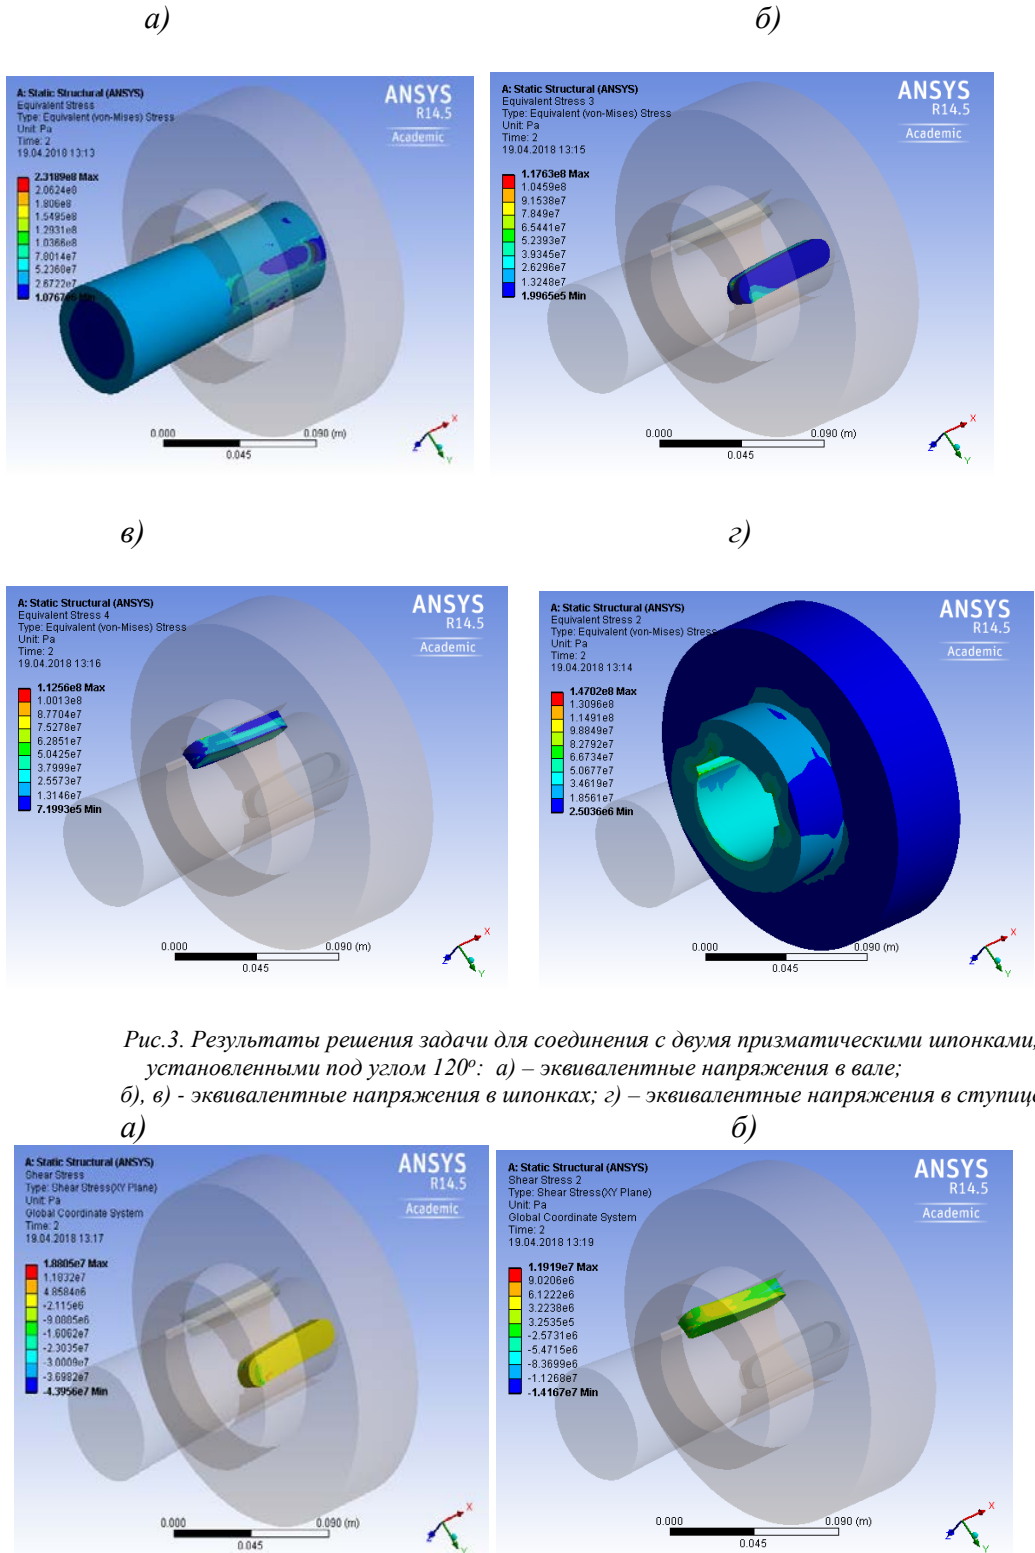 а)
б)
A: Static Structural (ANSYS)
Equivalent Stress
Type: Equivalent (von-Mises) Stress
Unit: Pa
Time: 2
19.04.2018 13:13
2.3189e8 Max
2.0624e8
1.806e8
1.5495e8
1.2931e8
1.0366e8
7.8014e7
5.2368e7
2.6722e7
1.0767e6 Min
ANSYS
R14.5
Academic
0.000
0.090 (m)
0.045
X
Z
Y
A: Static Structural (ANSYS)
Equivalent Stress 3
Type: Equivalent (von-Mises) Stress
Unit: Pa
Time: 2
19.04.2018 13:15
1.1763e8 Max
1.0459e8
9.1538e7
7.849e7
6.5441e7
5.2393e7
3.9345e7
2.6296e7
1.3248e7
1.9965e5 Min
ANSYS
R14.5
Academic
0.000
0.090 (m)
0.045
X
Z
Y
в)
г)
A: Static Structural (ANSYS)
Equivalent Stress 4
Type: Equivalent (von-Mises) Stress
Unit: Pa
Time: 2
19.04.2018 13:16
1.1256e8 Max
1.0013e8
8.7704e7
7.5278e7
6.2851e7
5.0425e7
3.7999e7
2.5573e7
1.3146e7
7.1993e5 Min
ANSYS
R14.5
Academic
0.000
0.090 (m)
0.045
X
Z
Y
A: Static Structural (ANSYS)
Equivalent Stress 2
Type: Equivalent (von-Mises) Stress
Unit: Pa
Time: 2
19.04.2018 13:14
1.4702e8 Max
1.3096e8
1.1491e8
9.8849e7
8.2792e7
6.6734e7
5.0677e7
3.4619e7
1.8561e7
2.5036e6 Min
ANSYS
R14.5
Academic
0.000
0.090 (m)
0.045
X
Z
Y
Рис.3. Результаты решения задачи для соединения с двумя призматическими шпонками,
установленными под углом 120°: а) – эквивалентные напряжения в вале;
б), в) - эквивалентные напряжения в шпонках; г) – эквивалентные напряжения в ступице
а)
б)
A: Static Structural (ANSYS)
Shear Stress
Type: Shear Stress(XY Plane)
Unit: Pa
Global Coordinate System
Time: 2
19.04.2018 13:17
1.8805e7 Max
1.1832e7
4.8584e6
-2.115e6
-9.0885e6
-1.6062e7
-2.3035e7
-3.0009e7
-3.6982e7
-4.3956e7 Min
ANSYS
R14.5
Academic
0.000
0.090 (m)
0.045
X
Z
Y
A: Static Structural (ANSYS)
Shear Stress 2
Type: Shear Stress(XY Plane)
Unit: Pa
Global Coordinate System
Time: 2
19.04.2018 13:19
1.1919e7 Max
9.0206e6
6.1222e6
3.2238e6
3.2535e5
-2.5731e6
-5.4715e6
-8.3699e6
-1.1268e7
-1.4167e7 Min
ANSYS
R14.5
Academic
0.000
0.090 (m)
0.045
X
Z
Y